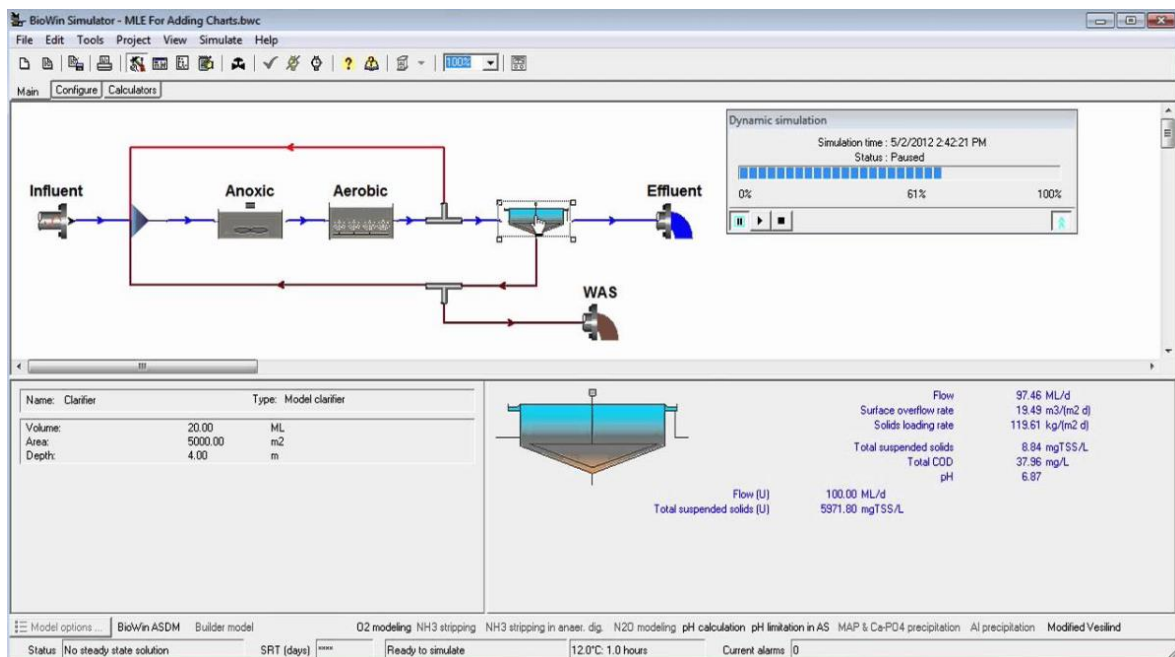 BioWin Simulator - MLE For Adding Charts.bwc
File Edit Tools Project View Simulate Help
100%
Main Configure Calculators
Dynamic simulation
Simulation time : 5/2/2012 2:42:21 PM
Status : Paused
0% 61% 100%
Influent Anoxic Aerobic Effluent
WAS
Name: Clarifier Type: Model clarifier
Volume: 20.00 ML
Area: 5000.00 m2
Depth: 4.00 m
Flow 97.46 ML/d
Surface overflow rate 19.49 m3/(m2 d)
Solids loading rate 119.61 kg/(m2 d)
Total suspended solids 8.84 mgTSS/L
Total COD 37.96 mg/L
pH 6.87
Flow (U) 100.00 ML/d
Total suspended solids (U) 5971.80 mgTSS/L
Model options ... BioWin ASDM Builder model O2 modeling NH3 stripping NH3 stripping in anaer. dig. N2O modeling pH calculation pH limitation in AS MAP & Ca-PO4 precipitation Al precipitation Modified Vesilind
Status No steady state solution SRT (days) **** Ready to simulate 12.0°C: 1.0 hours Current alarms 0